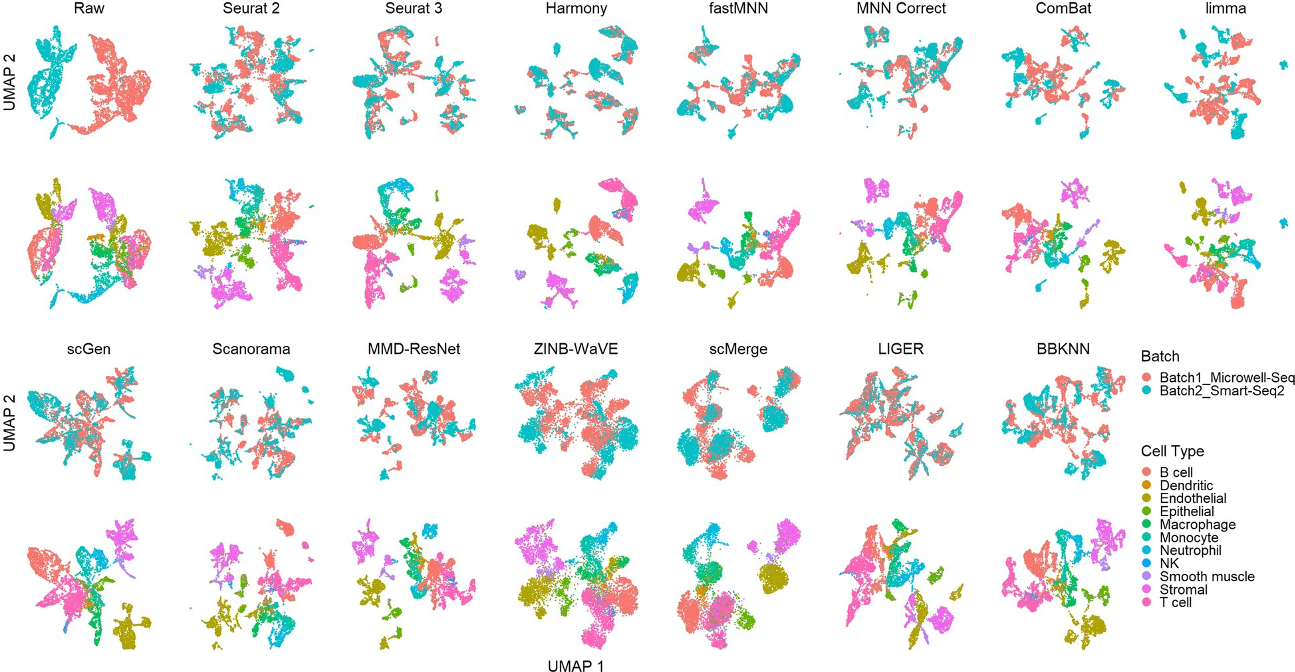 Raw Seurat 2 Seurat 3 Harmony fastMNN MNN Correct ComBat limma
UMAP 2
scGen Scanorama MMD-ResNet ZINB-WaVE scMerge LIGER BBKNN
UMAP 2
Batch
Batch1_Microwell-Seq
Batch2_Smart-Seq2
Cell Type
B cell
Dendritic
Endothelial
Epithelial
Macrophage
Monocyte
Neutrophil
NK
Smooth muscle
Stromal
T cell
UMAP 1